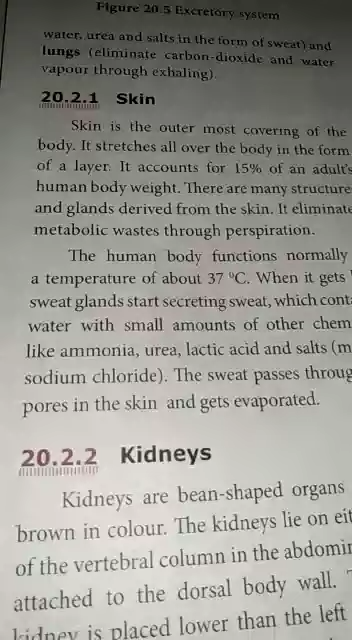 Figure 20.5 Excretory system
water, urea and salts in the form of sweat) and
lungs (eliminate carbon-dioxide and water
vapour through exhaling).
20.2.1 Skin
Skin is the outer most covering of the
body. It stretches all over the body in the form
of a layer. It accounts for 15% of an adult's
human body weight. There are many structure
and glands derived from the skin. It eliminate
metabolic wastes through perspiration.
The human body functions normally
a temperature of about 37 °C. When it gets
sweat glands start secreting sweat, which cont
water with small amounts of other chem
like ammonia, urea, lactic acid and salts (m
sodium chloride). The sweat passes throug
pores in the skin and gets evaporated.
20.2.2 Kidneys
Kidneys are bean-shaped organs
brown in colour. The kidneys lie on eit
of the vertebral column in the abdomin
attached to the dorsal body wall.
kidney is placed lower than the left